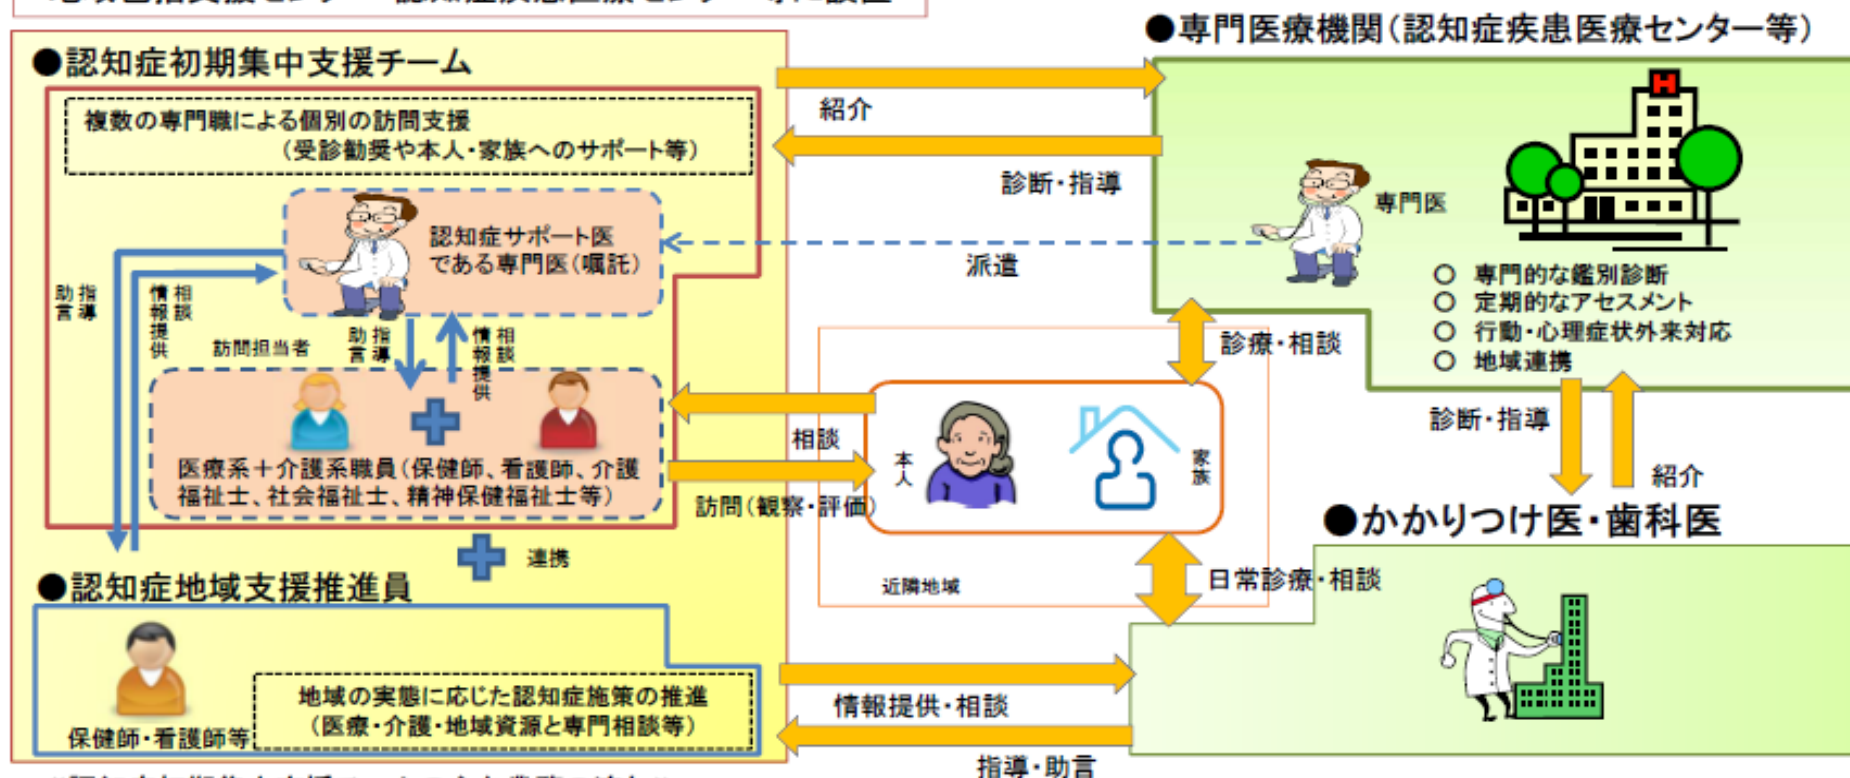 ●認知症初期集中支援チーム
複数の専門職による個別の訪問支援
(受診勧奨や本人・家族へのサポート等)
認知症サポート医
である専門医(嘱託)
指導
助言
相談
情報提供
訪問担当者
指導
助言
相談
情報提供
医療系+介護系職員(保健師、看護師、介護
福祉士、社会福祉士、精神保健福祉士等)
連携
●認知症地域支援推進員
保健師・看護師等
地域の実態に応じた認知症施策の推進
(医療・介護・地域資源と専門相談等)
紹介
診断・指導
派遣
相談
訪問(観察・評価)
本人
家族
近隣地域
診療・相談
日常診療・相談
情報提供・相談
指導・助言
●専門医療機関(認知症疾患医療センター等)
専門医
○ 専門的な鑑別診断
○ 定期的なアセスメント
○ 行動・心理症状外来対応
○ 地域連携
診断・指導
紹介
●かかりつけ医・歯科医